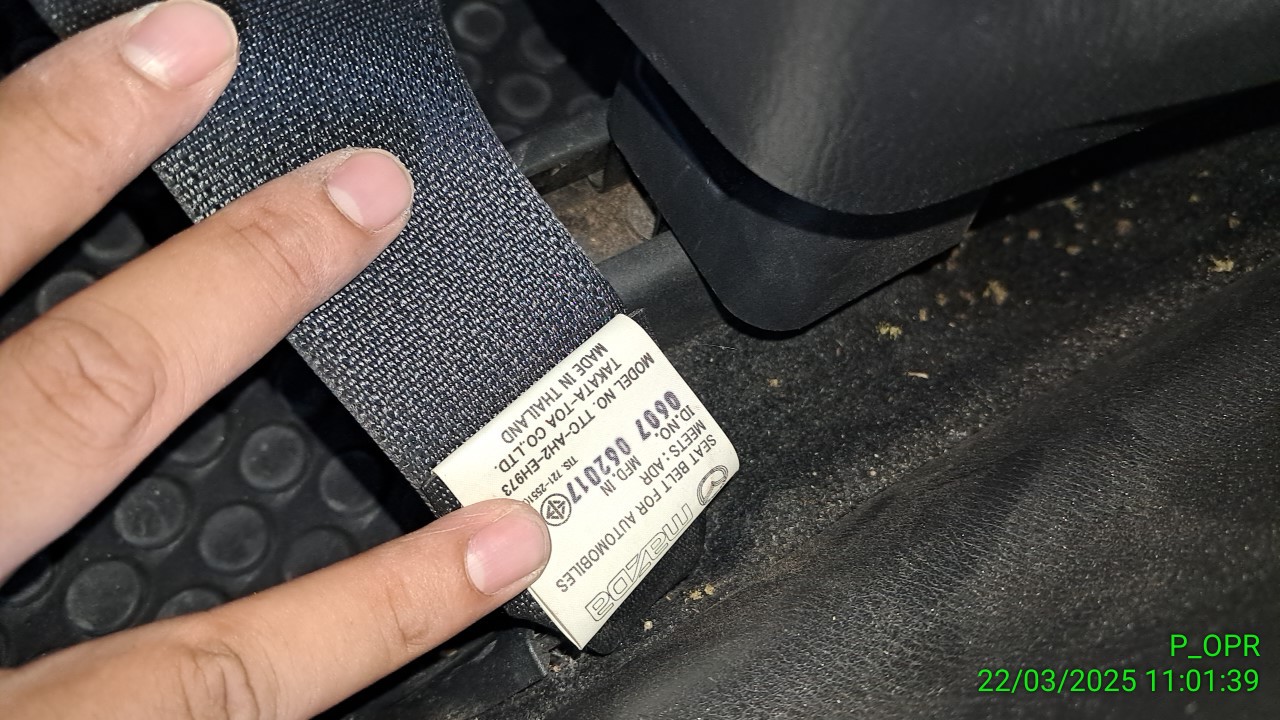 mazda
SEAT BELT FOR AUTOMOBILES
MEETS : ADR
ID.NO. MFD. IN
0607 062017
MODEL NO. TTC-AH2-EH973
TAKATA-TOA CO.,LTD.
MADE IN THAILAND
P_OPR
22/03/2025 11:01:39